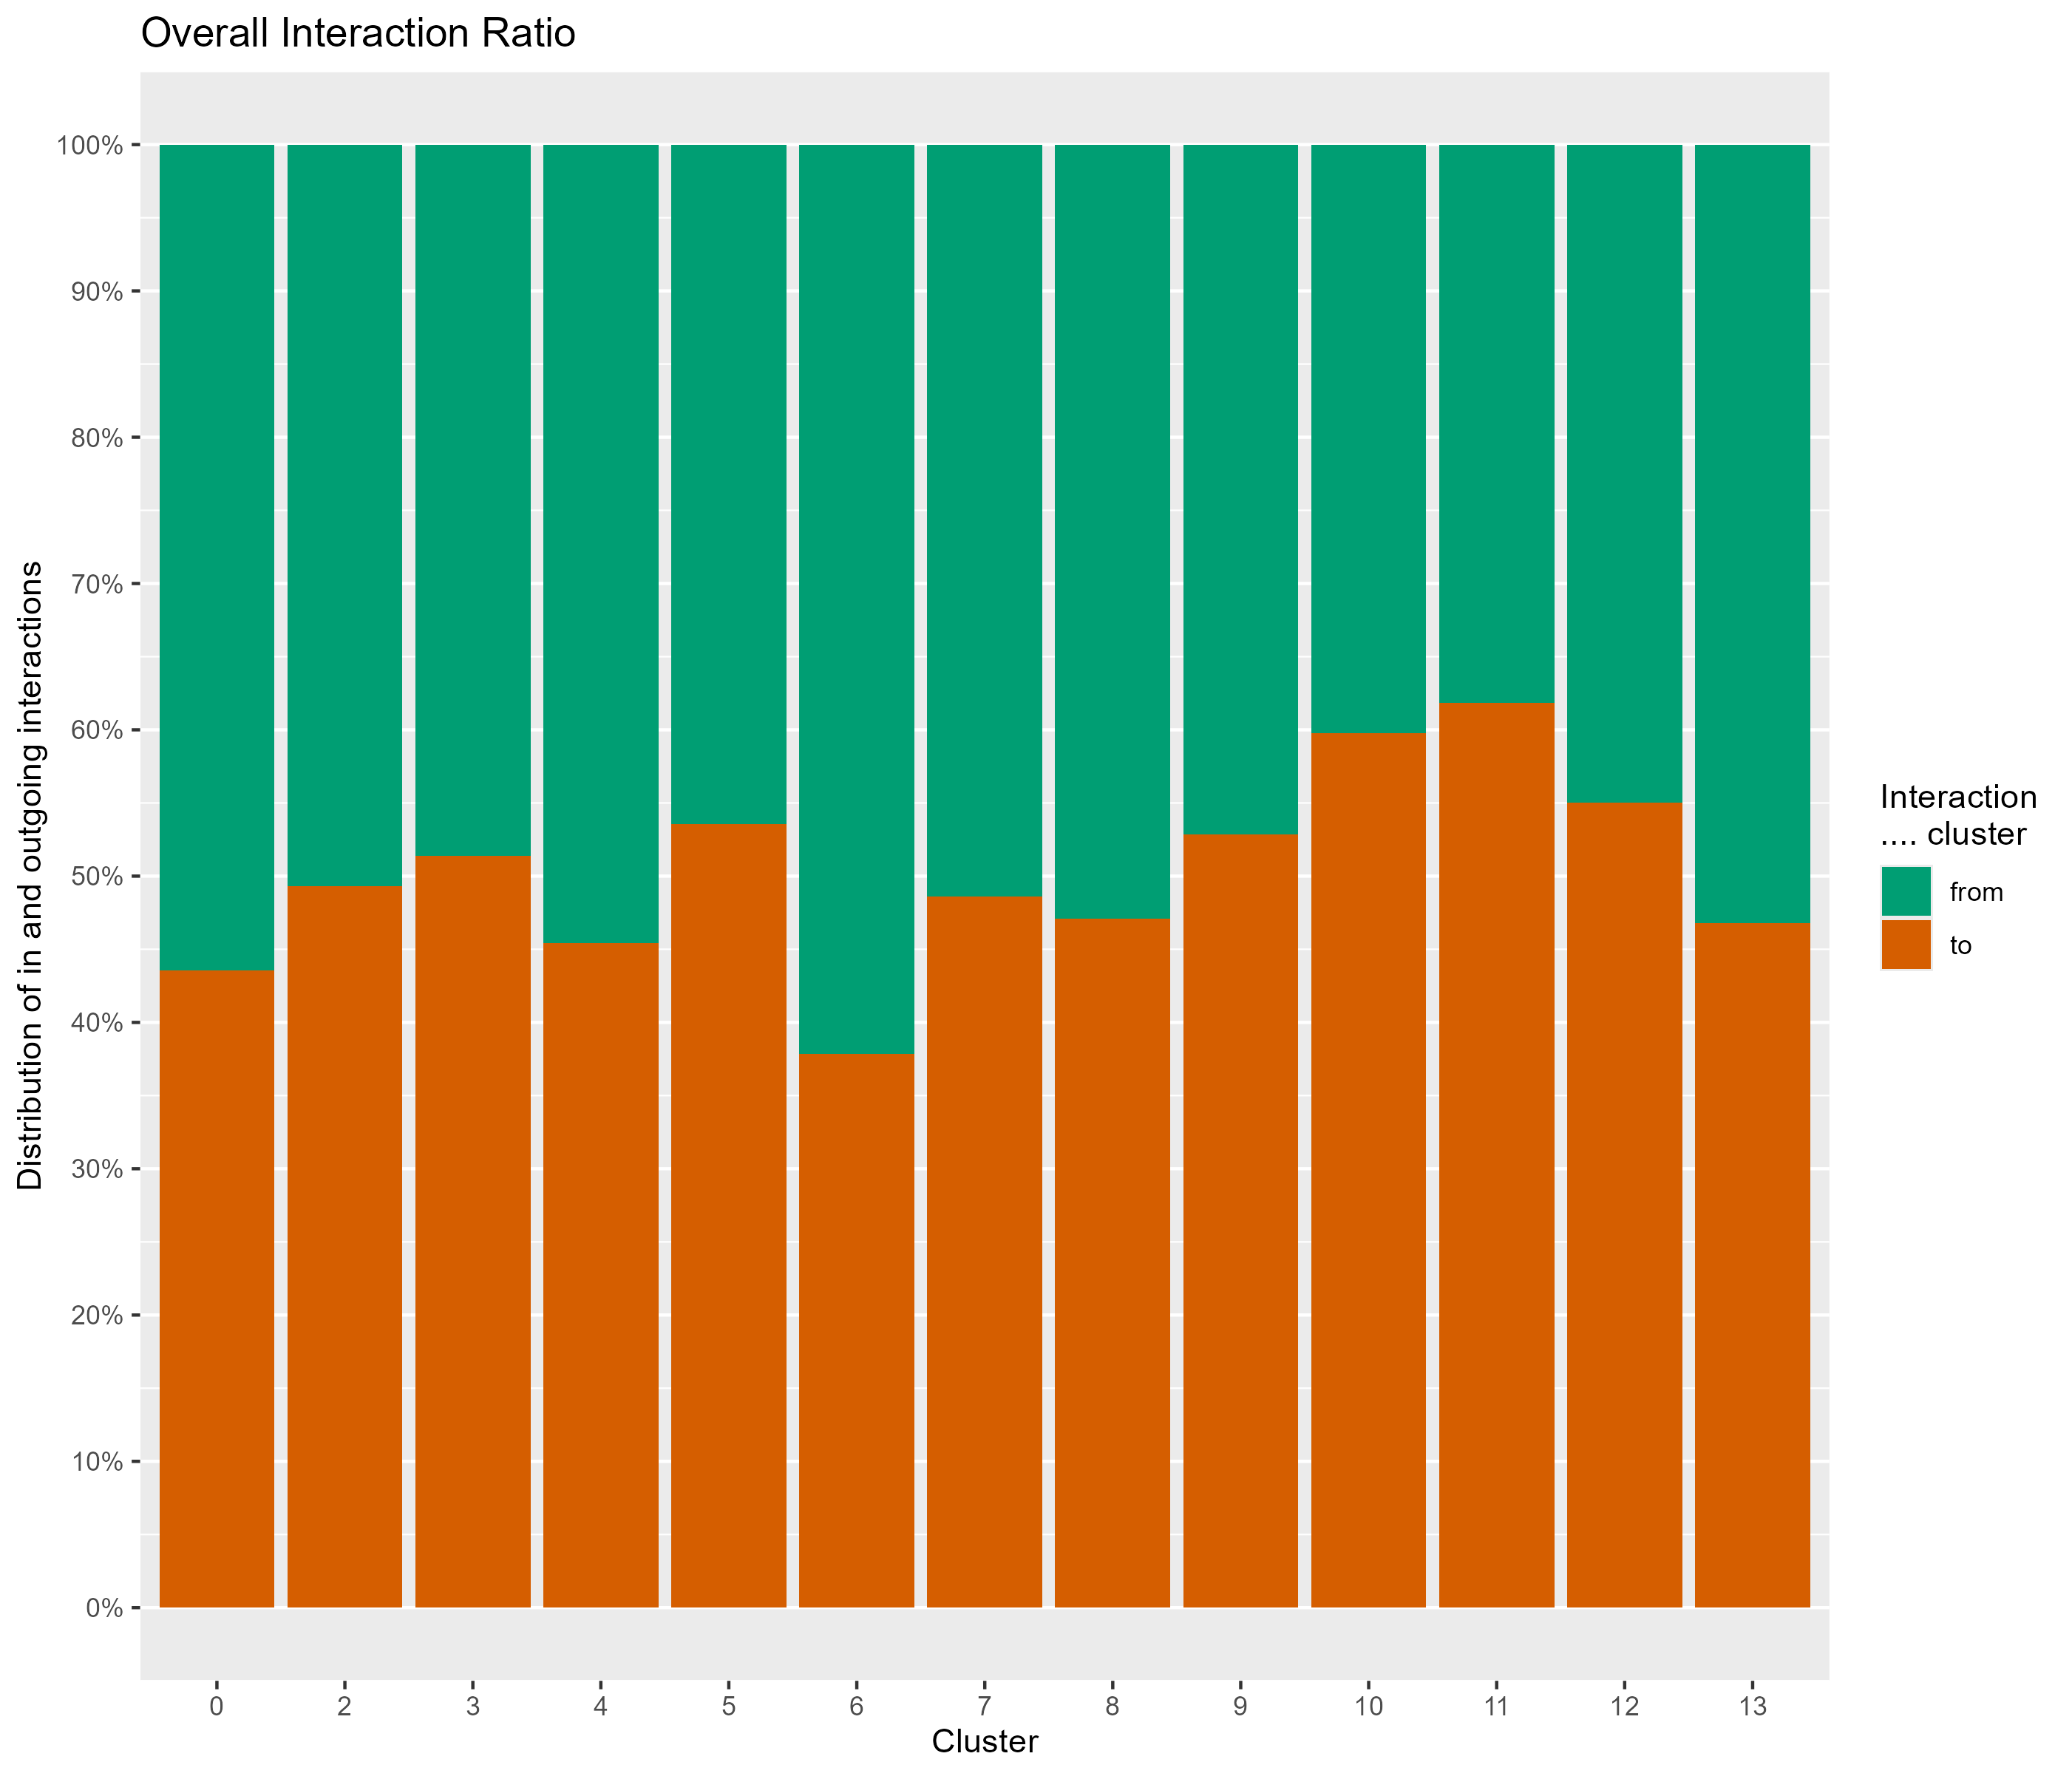 Overall Interaction Ratio
Distribution of in and outgoing interactions
100%
90%
80%
70%
60%
50%
40%
30%
20%
10%
0%
0 2 3 4 5 6 7 8 9 10 11 12 13
Cluster
Interaction
.... cluster
from
to